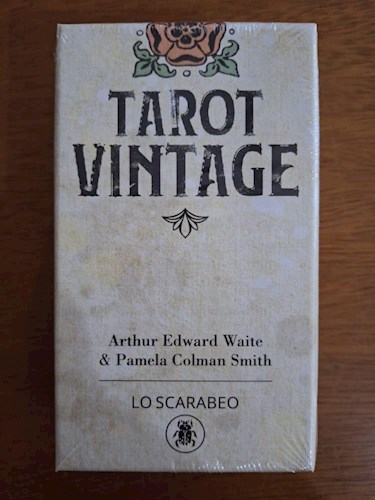 TAROT
VINTAGE
Arthur Edward Waite
& Pamela Colman Smith
LO SCARABEO